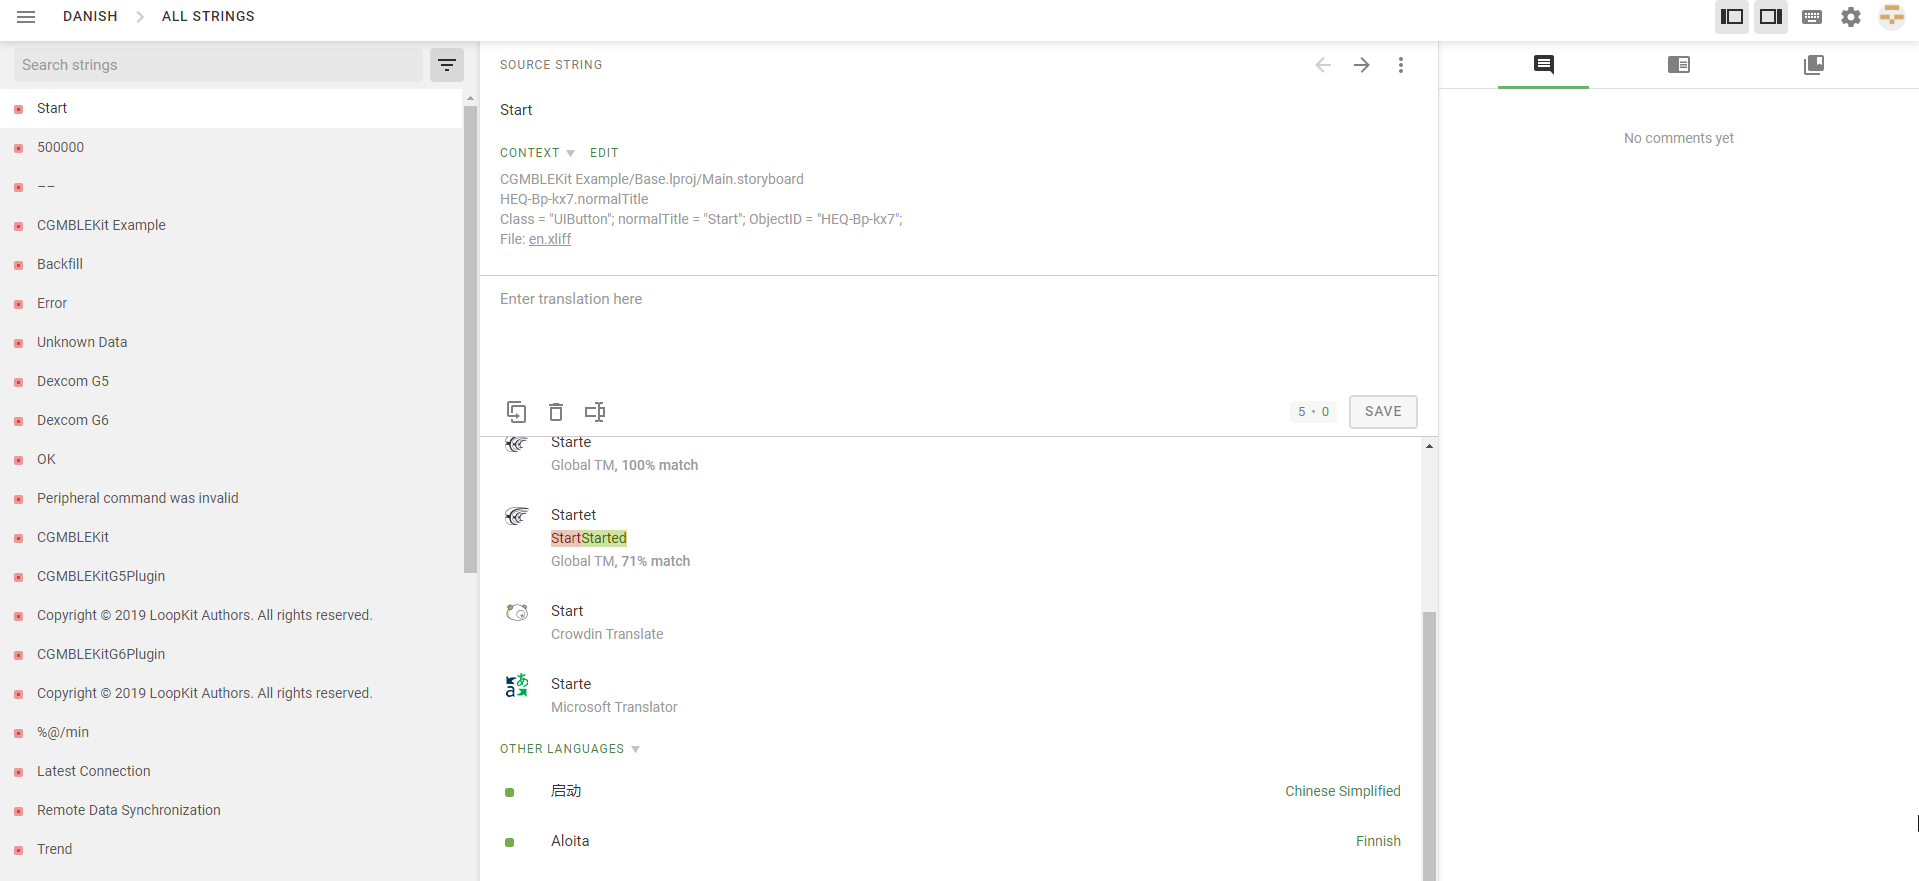 DANISH
ALL STRINGS
Search strings
Start
500000
––
CGMBLEKit Example
Backfill
Error
Unknown Data
Dexcom G5
Dexcom G6
OK
Peripheral command was invalid
CGMBLEKit
CGMBLEKitG5Plugin
Copyright © 2019 LoopKit Authors. All rights reserved.
CGMBLEKitG6Plugin
Copyright © 2019 LoopKit Authors. All rights reserved.
%@/min
Latest Connection
Remote Data Synchronization
Trend
SOURCE STRING
Start
CONTEXT
EDIT
CGMBLEKit Example/Base.lproj/Main.storyboard
HEQ-Bp-kx7.normalTitle
Class = "UIButton"; normalTitle = "Start"; ObjectID = "HEQ-Bp-kx7";
File: en.xliff
Enter translation here
5 • 0
SAVE
Starte
Global TM, 100% match
Startet
StartStarted
Global TM, 71% match
Start
Crowdin Translate
Starte
Microsoft Translator
OTHER LANGUAGES
启动
Chinese Simplified
Aloita
Finnish
No comments yet